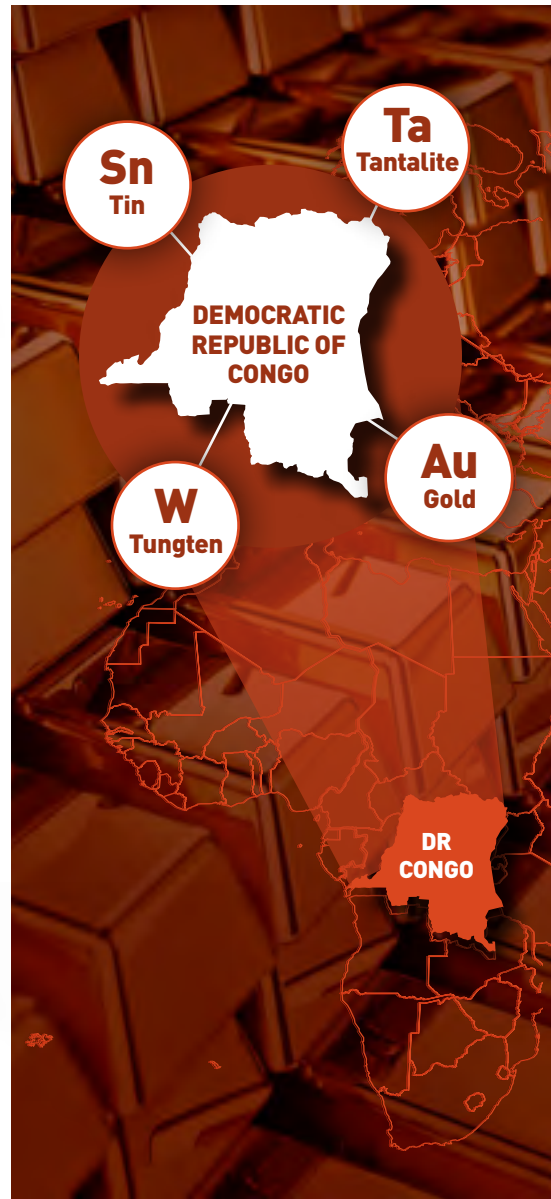 Ta
Tantalite
Sn
Tin
DEMOCRATIC
REPUBLIC OF
CONGO
Au
Gold
W
Tungten
DR
CONGO